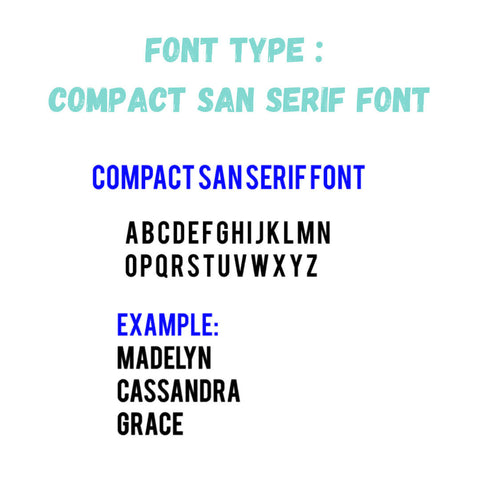 FONT TYPE :
COMPACT SAN SERIF FONT
COMPACT SAN SERIF FONT
ABCDEFGHIJKLMN
OPQRSTUVWXYZ
EXAMPLE:
MADELYN
CASSANDRA
GRACE